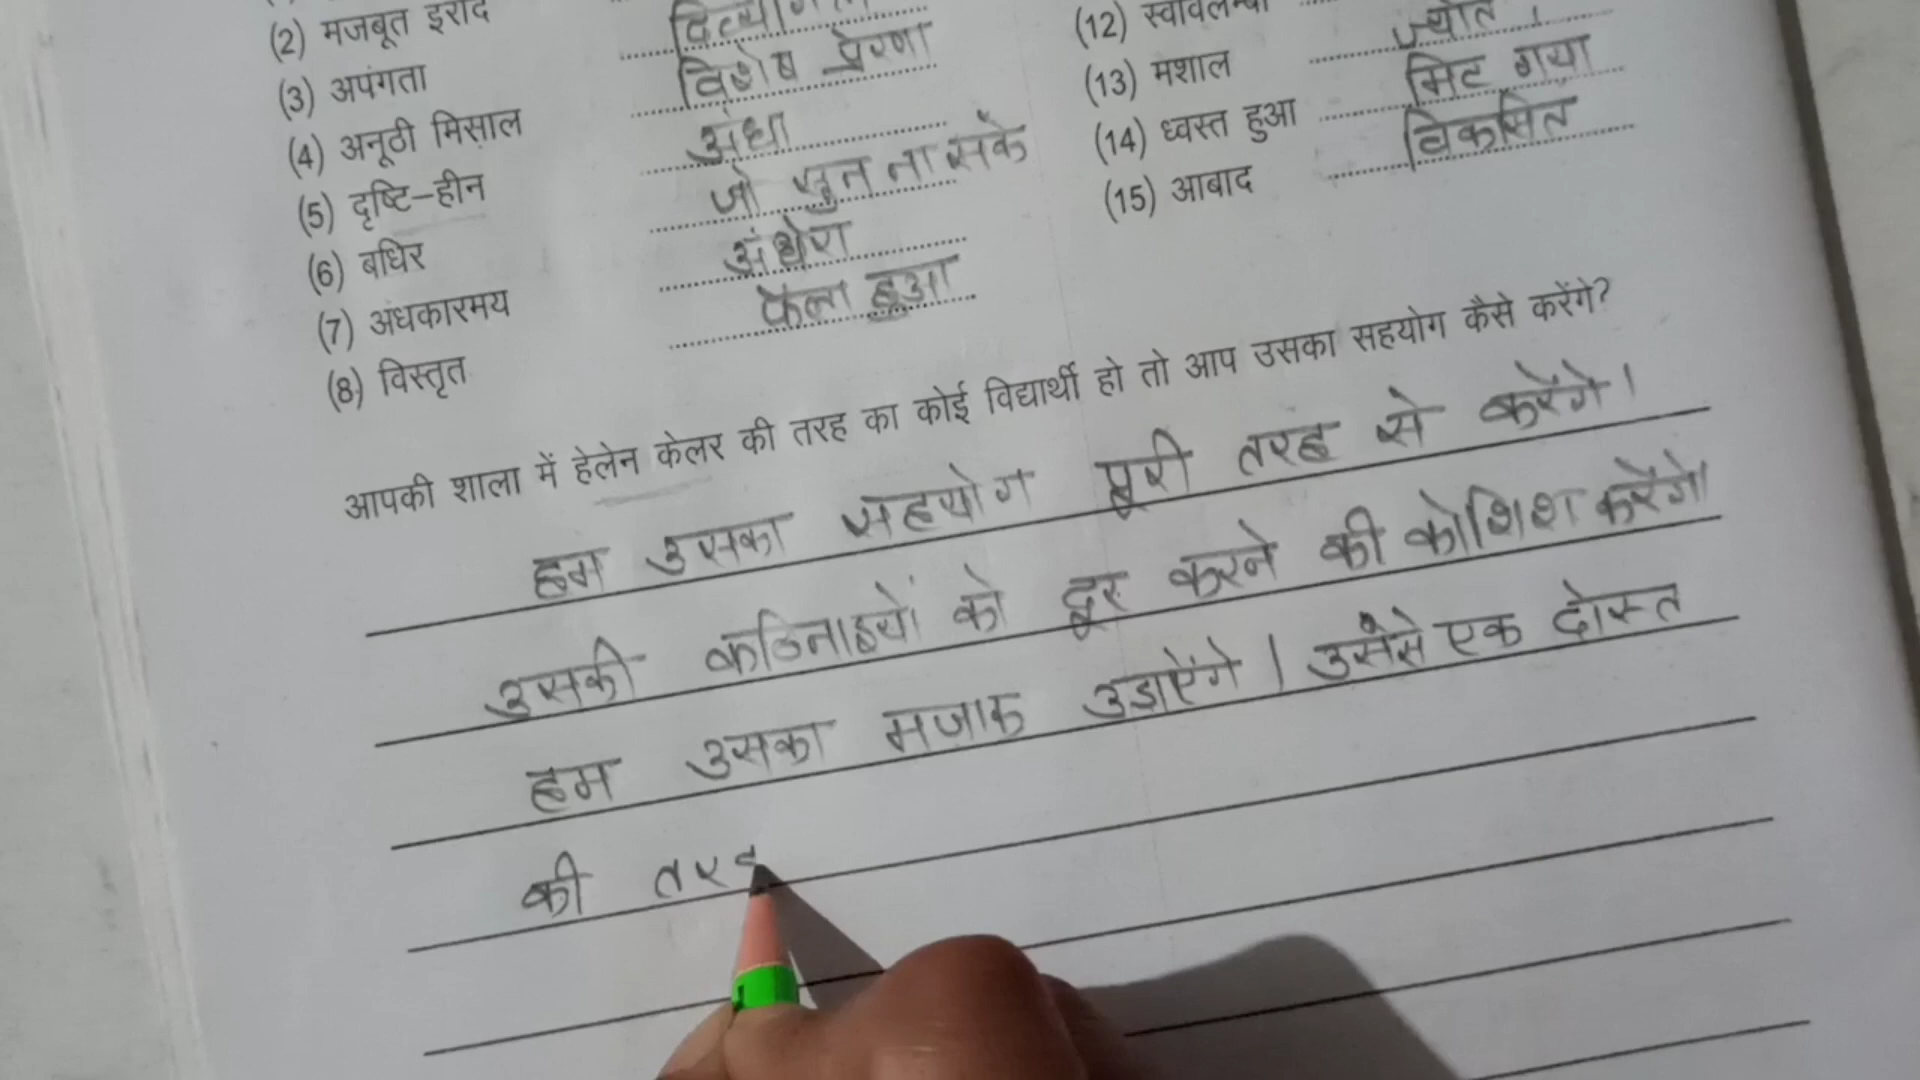 (2) मजबूत इरादे
(3) अपंगता
विशेष प्रेरणा
(4) अनूठी मिसाल
अंधा
(5) दृष्टि-हीन
जो सुन ना सकें
(6) बधिर
अंधेरा
(7) अंधकारमय
फैला हुआ
(8) विस्तृत
(12)
ज्योत।
(13) मशाल
मिट गया
(14) ध्वस्त हुआ
विकसित
(15) आबाद
आपकी शाला में हेलेन केलर की तरह का कोई विद्यार्थी हो तो आप उसका सहयोग कैसे करेंगे?
हम उसका सहयोग पूरी तरह से करेंगे।
उसकी कठिनाइयों को दूर करने की कोशिश करेंगे।
हम उसका मजाक उडाएंगे। उससे एक दोस्त
की तरह